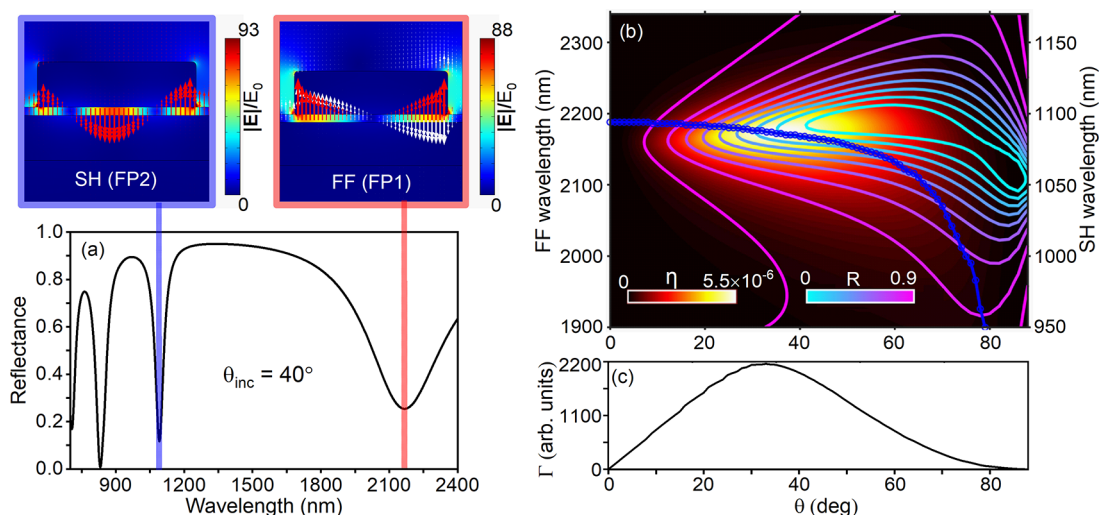 93
|E|/E0
0
SH (FP2)
88
|E|/E0
0
FF (FP1)
(a)
1.0
0.8
0.6
0.4
0.2
0.0
Reflectance
θinc = 40°
900 1200 1500 1800 2100 2400
Wavelength (nm)
(b)
2300
2200
2100
2000
1900
FF wavelength (nm)
1150
1100
1050
1000
950
SH wavelength (nm)
0 η 5.5×10-6
0 R 0.9
0 20 40 60 80
(c)
2200
1100
0
Γ (arb. units)
0 20 40 60 80
θ (deg)